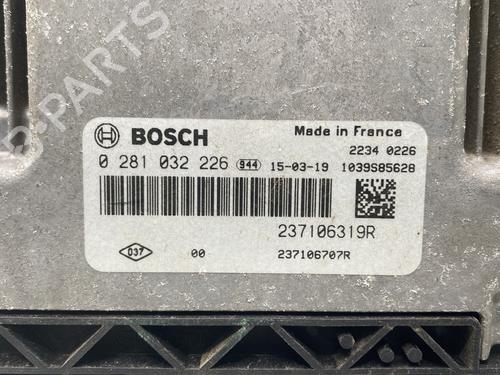 B-PARTS
BOSCH
Made in France
2234 0226
0 281 032 226 944 15-03-19 1039S85628
237106319R
037 00 237106707R